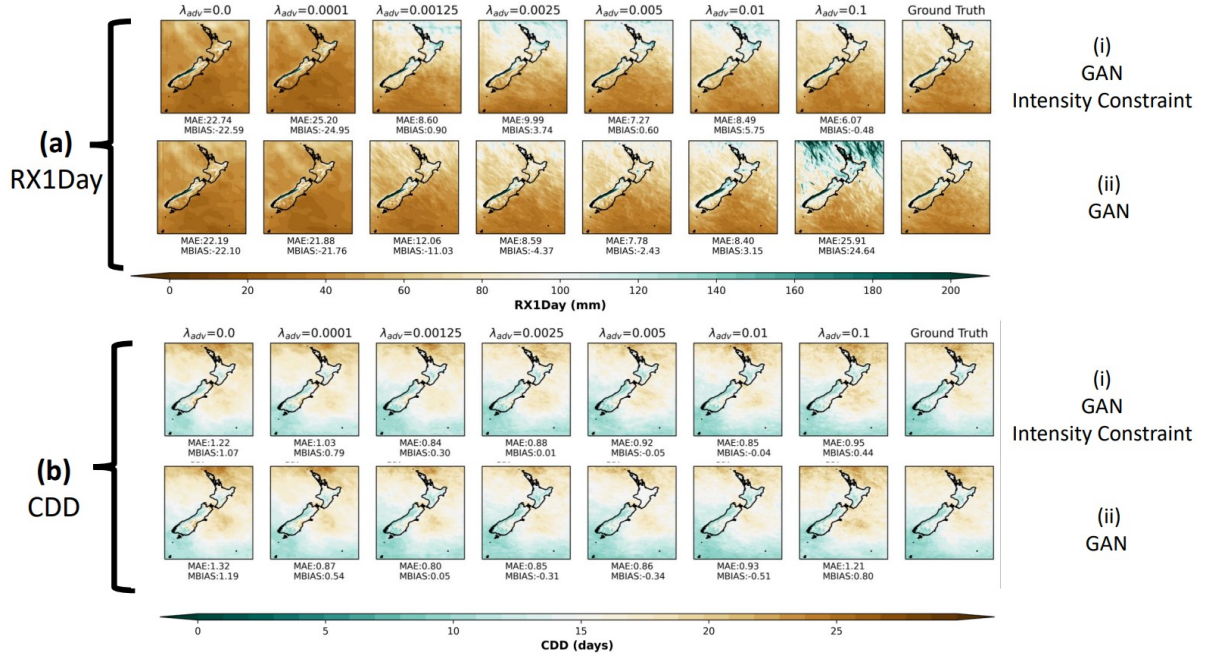 λadv=0.0 λadv=0.0001 λadv=0.00125 λadv=0.0025 λadv=0.005 λadv=0.01 λadv=0.1 Ground Truth
(i)
GAN
Intensity Constraint
MAE:22.74 MAE:25.20 MAE:8.60 MAE:9.99 MAE:7.27 MAE:8.49 MAE:6.07
MBIAS:-22.59 MBIAS:-24.95 MBIAS:0.90 MBIAS:3.74 MBIAS:0.60 MBIAS:5.75 MBIAS:-0.48
(a)
RX1Day
(ii)
GAN
MAE:22.19 MAE:21.88 MAE:12.06 MAE:8.59 MAE:7.78 MAE:8.40 MAE:25.91
MBIAS:-22.10 MBIAS:-21.76 MBIAS:-11.03 MBIAS:-4.37 MBIAS:-2.43 MBIAS:3.15 MBIAS:24.64
0 20 40 60 80 100 120 140 160 180 200
RX1Day (mm)
λadv=0.0 λadv=0.0001 λadv=0.00125 λadv=0.0025 λadv=0.005 λadv=0.01 λadv=0.1 Ground Truth
(i)
GAN
Intensity Constraint
MAE:1.22 MAE:1.03 MAE:0.84 MAE:0.88 MAE:0.92 MAE:0.85 MAE:0.95
MBIAS:1.07 MBIAS:0.79 MBIAS:0.30 MBIAS:0.01 MBIAS:-0.05 MBIAS:-0.04 MBIAS:0.44
(b)
CDD
(ii)
GAN
MAE:1.32 MAE:0.87 MAE:0.80 MAE:0.85 MAE:0.86 MAE:0.93 MAE:1.21
MBIAS:1.19 MBIAS:0.54 MBIAS:0.05 MBIAS:-0.31 MBIAS:-0.34 MBIAS:-0.51 MBIAS:0.80
0 5 10 15 20 25
CDD (days)